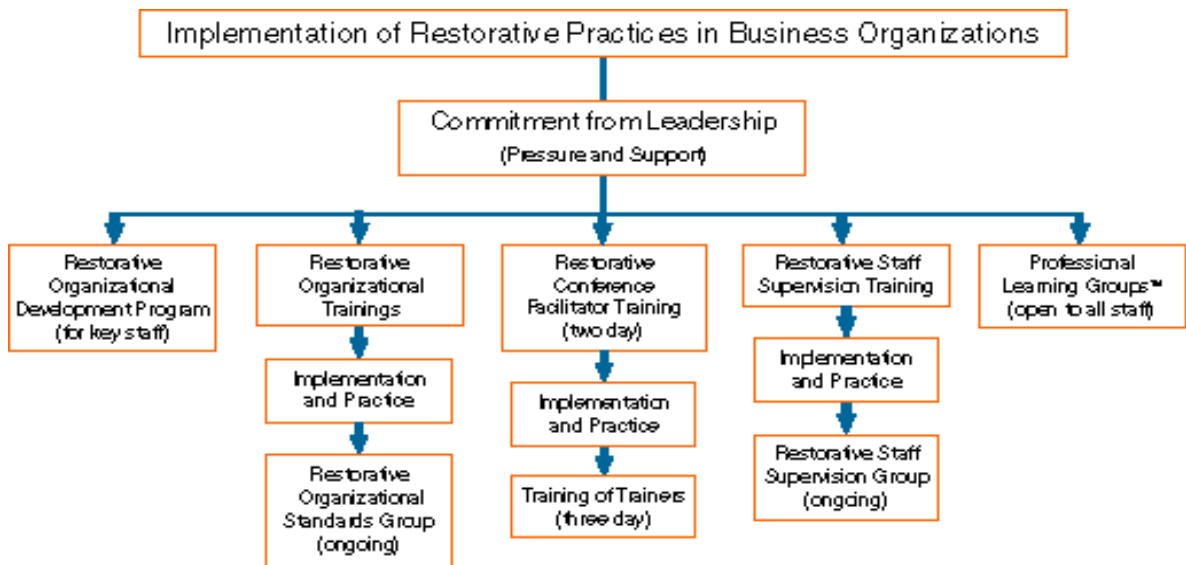 Implementation of Restorative Practices in Business Organizations
Commitment from Leadership
(Pressure and Support)
Restorative
Organizational
Development Program
(for key staff)
Restorative
Organizational
Trainings
Implementation
and Practice
Restorative
Organizational
Standards Group
(ongoing)
Restorative
Conference
Facilitator Training
(two day)
Implementation
and Practice
Training of Trainers
(three day)
Restorative Staff
Supervision Training
Implementation
and Practice
Restorative Staff
Supervision Group
(ongoing)
Professional
Learning Groups™
(open to all staff)